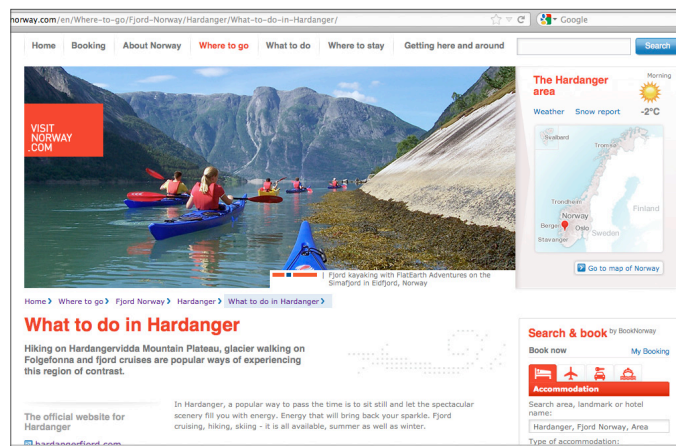 norway.com/en/Where-to-go/Fjord-Norway/Hardanger/What-to-do-in-Hardanger/
Google
Home Booking About Norway Where to go What to do Where to stay Getting here and around
Search
VISIT
NORWAY
.COM
The Hardanger
area
Morning
Weather Snow report -2°C
Svalbard
Tromsø
Trondheim
Norway
Finland
Bergen Oslo
Sweden
Stavanger
Go to map of Norway
Fjord kayaking with FlatEarth Adventures on the
Simafjord in Eidfjord, Norway
Home Where to go Fjord Norway Hardanger What to do in Hardanger
What to do in Hardanger
Hiking on Hardangervidda Mountain Plateau, glacier walking on
Folgefonna and fjord cruises are popular ways of experiencing
this region of contrast.
The official website for
Hardanger
hardangerfjord.com
In Hardanger, a popular way to pass the time is to sit still and let the spectacular
scenery fill you with energy. Energy that will bring back your sparkle. Fjord
cruising, hiking, skiing - it is all available, summer as well as winter.
Search & book by BookNorway
Book now My Booking
Accommodation
Search area, landmark or hotel
name:
Hardanger, Fjord Norway, Area
Type of accommodation: